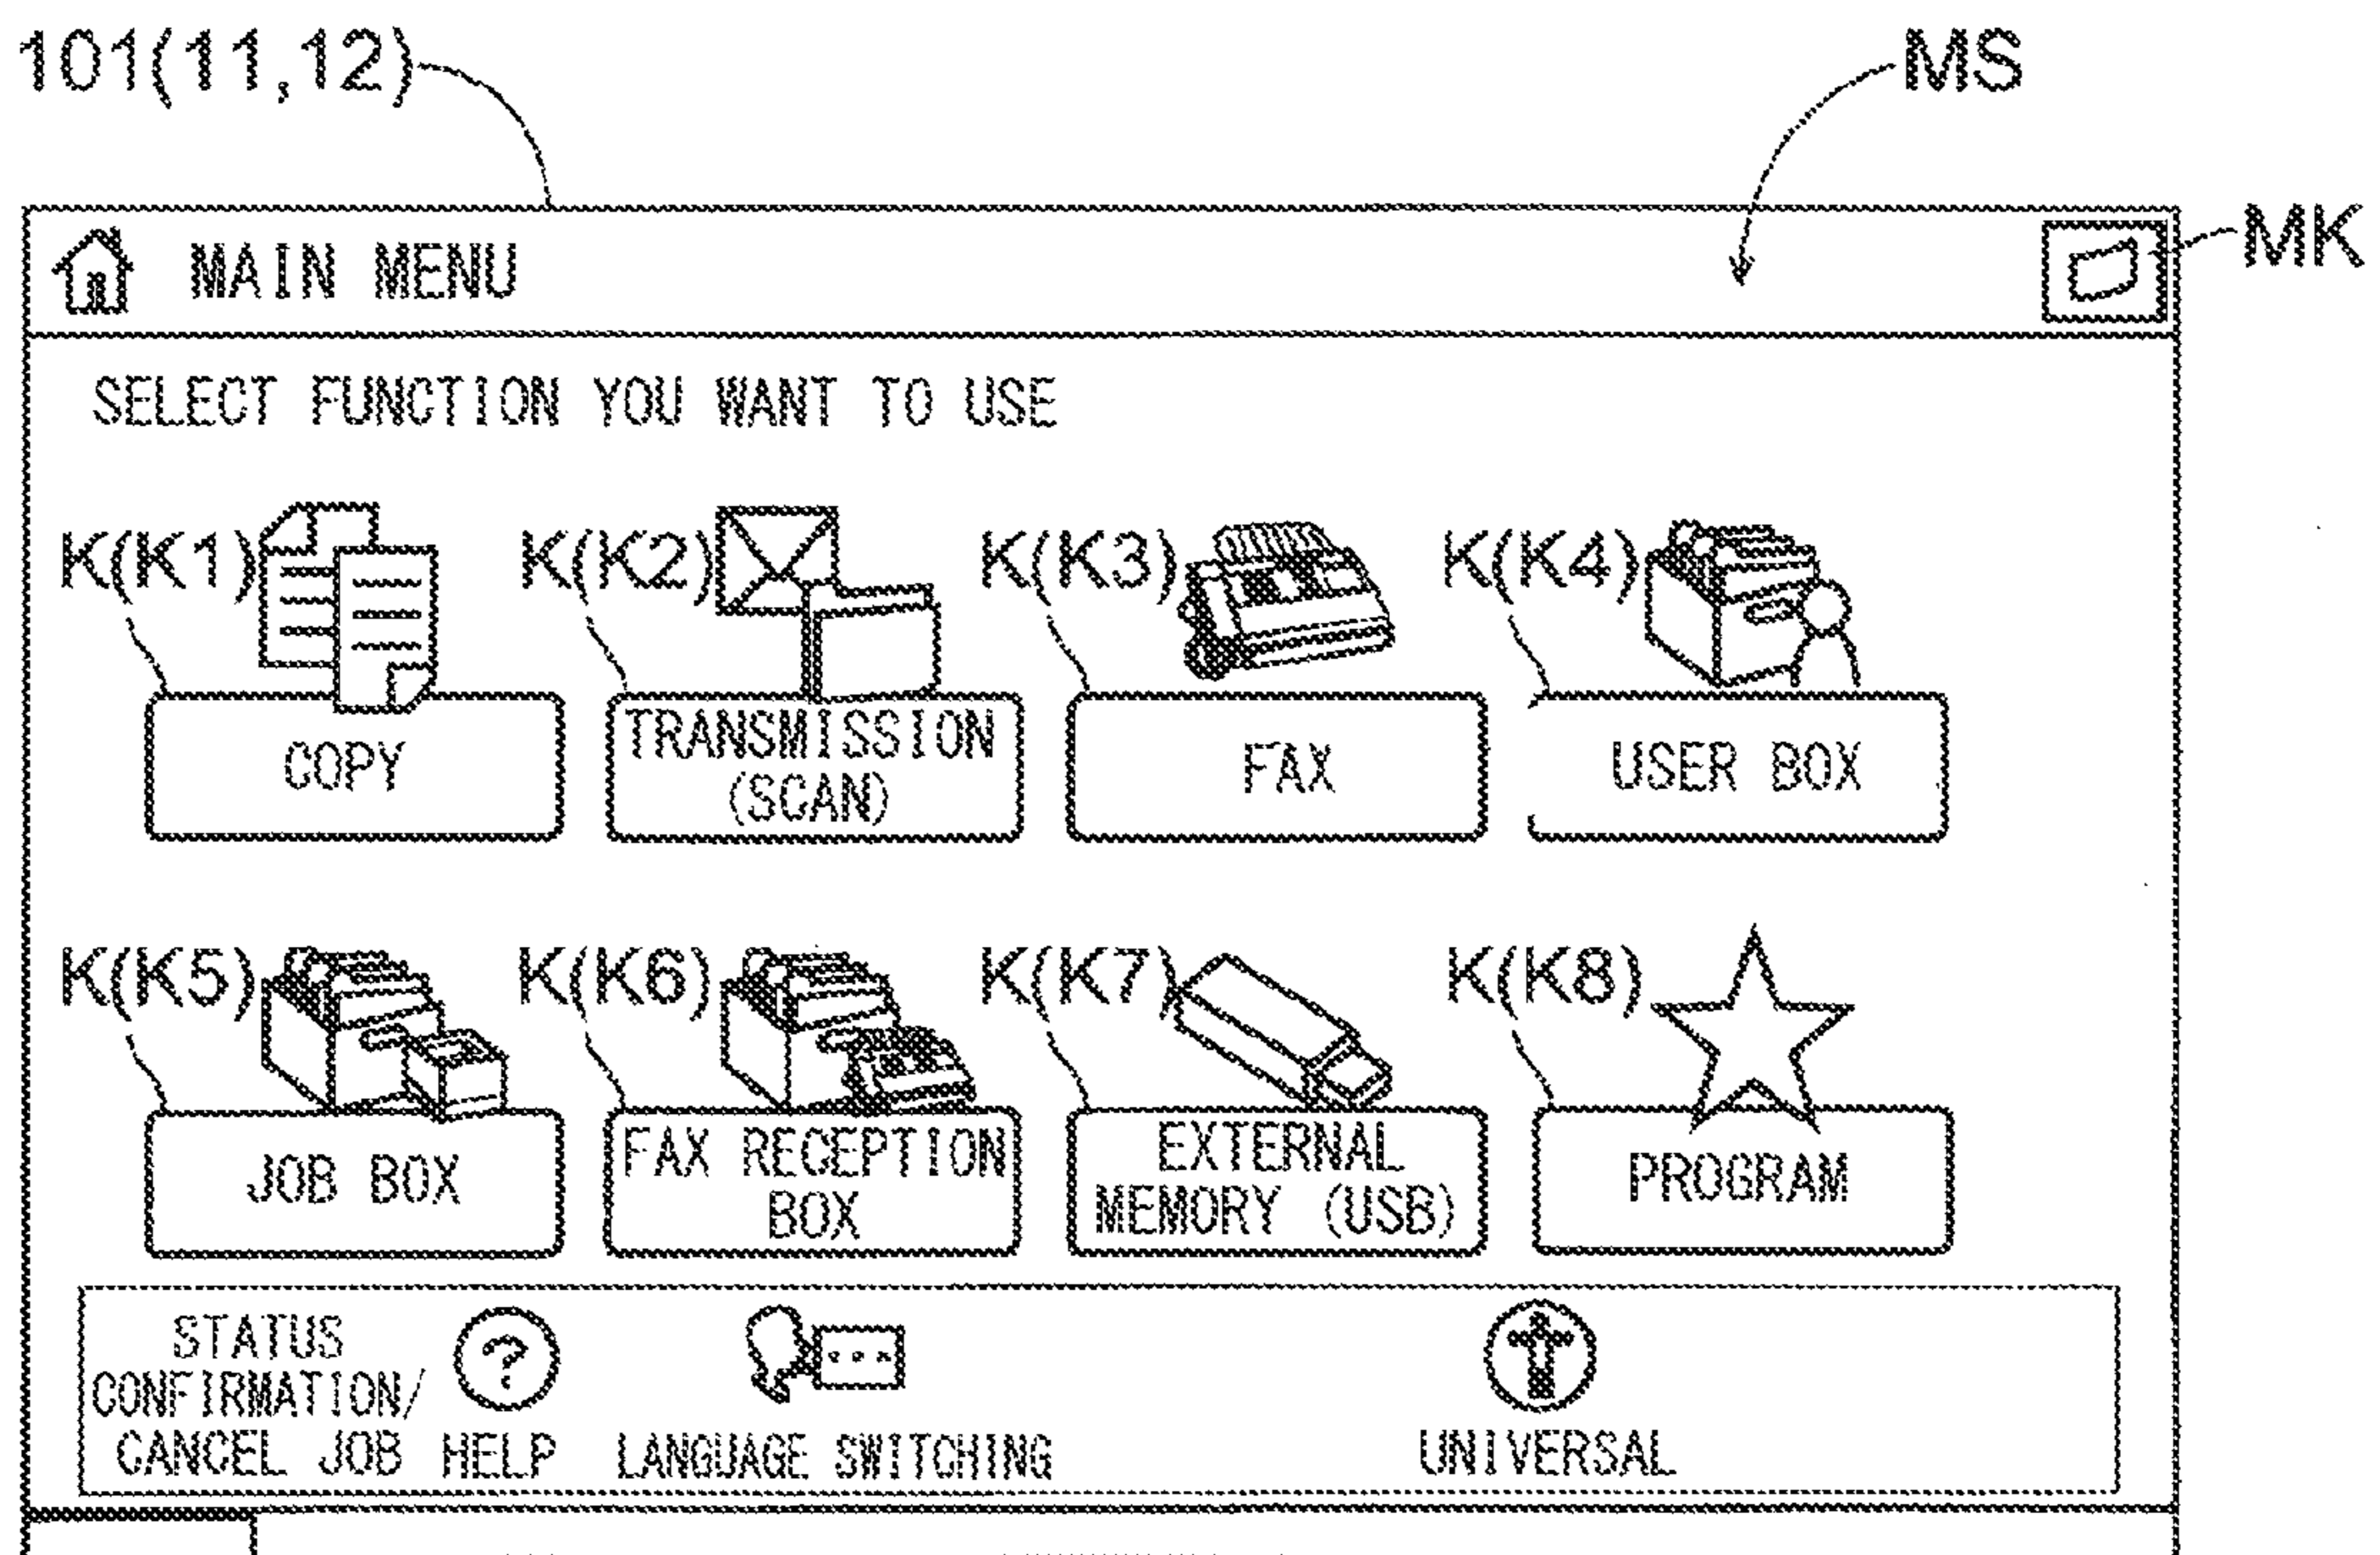 101(11,12)
MS
MK
MAIN MENU
SELECT FUNCTION YOU WANT TO USE
K(K1) K(K2) K(K3) K(K4)
COPY
TRANSMISSION
(SCAN)
FAX
USER BOX
K(K5) K(K6) K(K7) K(K8)
JOB BOX
FAX RECEPTION
BOX
EXTERNAL
MEMORY (USB)
PROGRAM
STATUS
CONFIRMATION/
CANCEL JOB
HELP
LANGUAGE SWITCHING
UNIVERSAL